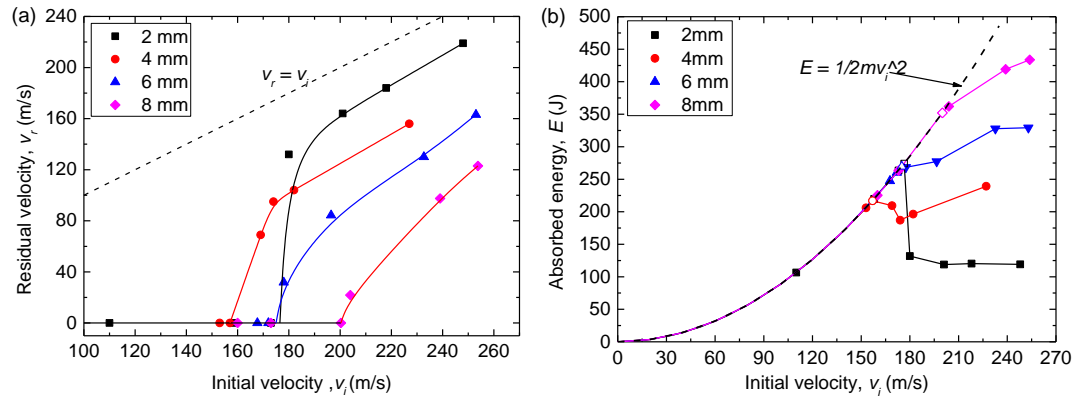 (a)
2 mm
4 mm
6 mm
8 mm
v_r = v_i
220
200
160
120
80
40
0
100 120 140 160 180 200 220 240 260
Residual velocity, v_r (m/s)
Initial velocity ,v_i (m/s)
(b)
2mm
4mm
6 mm
8mm
E = 1/2mv_i^2
500
450
400
350
300
250
200
150
100
50
0
0 30 60 90 120 150 180 210 240 270
Absorbed energy, E (J)
Initial velocity, v_i (m/s)